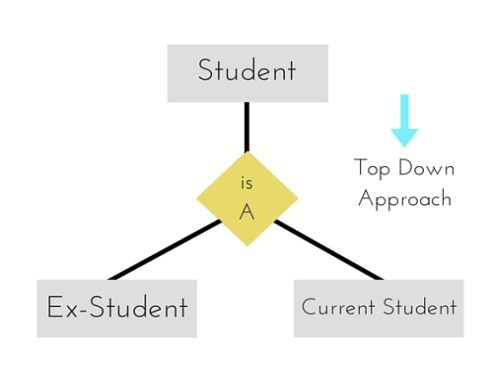 Student
is
A
Top Down
Approach
Ex-Student
Current Student